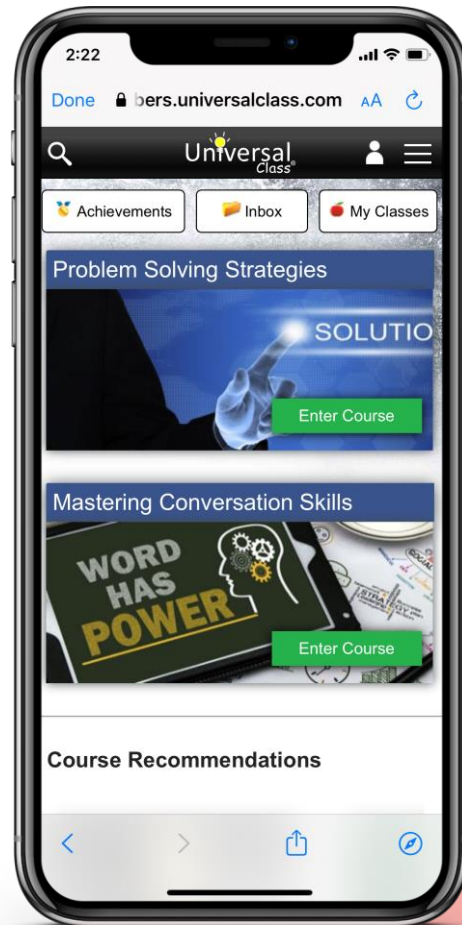 2:22
Done bers.universalclass.com AA
Universal
Class
Achievements Inbox My Classes
Problem Solving Strategies
SOLUTIO
Enter Course
Mastering Conversation Skills
WORD
HAS
POWER
STRATEGY
Enter Course
Course Recommendations